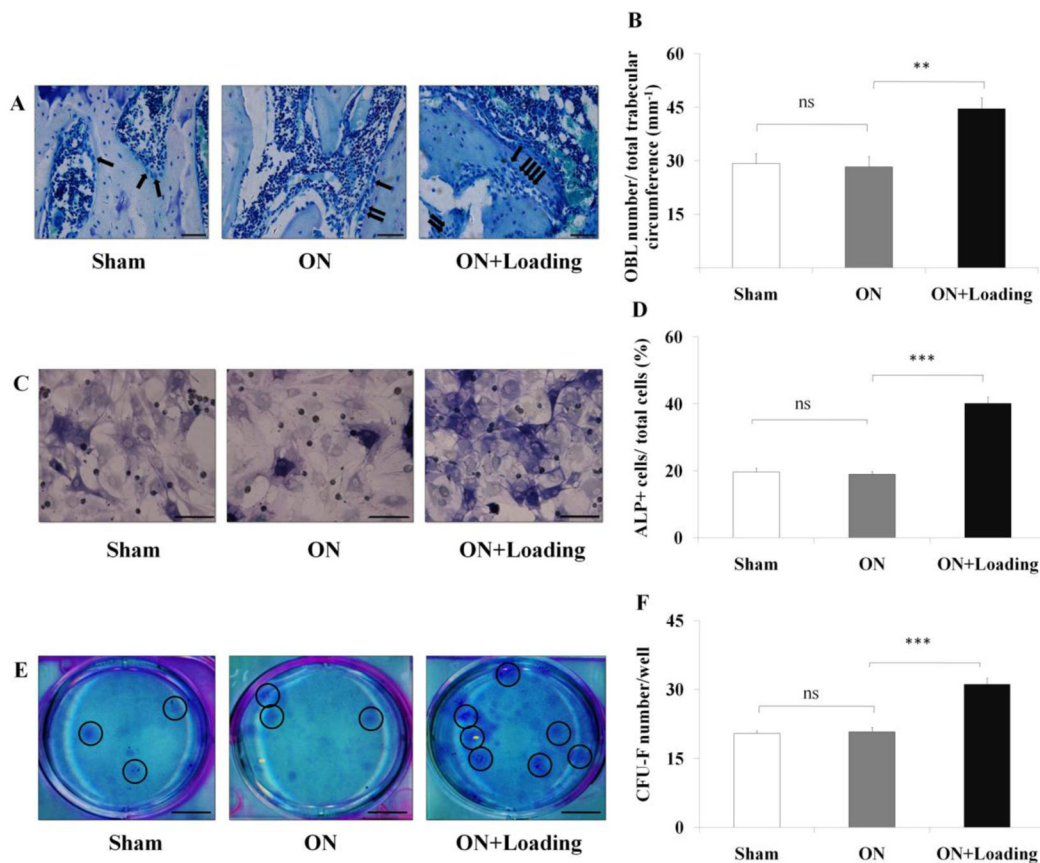 A
Sham
ON
ON+Loading
B
OBL number/ total trabecular
circumference (mm⁻¹)
60
45
30
15
ns
**
Sham
ON
ON+Loading
C
Sham
ON
ON+Loading
D
ALP+ cells/ total cells (%)
60
40
20
0
ns
***
Sham
ON
ON+Loading
E
Sham
ON
ON+Loading
F
CFU-F number/well
45
30
15
0
ns
***
Sham
ON
ON+Loading